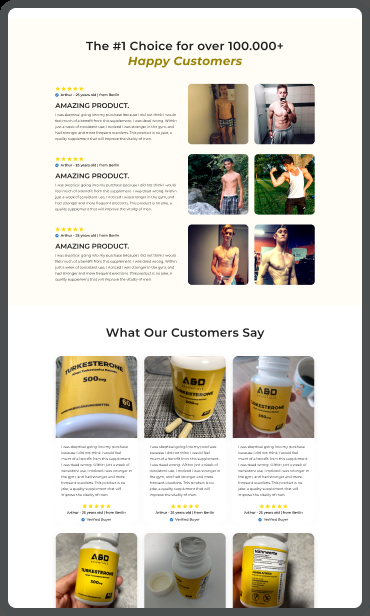 The #1 Choice for over 100.000+
Happy Customers
Arthur - 25 years old | from Berlin
AMAZING PRODUCT.
I was skeptical going into my purchase because I did not think I would
feel much of a benefit from this supplement. I was dead wrong. Within
just a week of consistent use, I noticed I was stronger in the gym, and
had stronger and more frequent erections. This product is no joke, a
quality supplement that will improve the vitality of men.
Arthur - 25 years old | from Berlin
AMAZING PRODUCT.
I was skeptical going into my purchase because I did not think I would
feel much of a benefit from this supplement. I was dead wrong. Within
just a week of consistent use, I noticed I was stronger in the gym, and
had stronger and more frequent erections. This product is no joke, a
quality supplement that will improve the vitality of men.
Arthur - 25 years old | from Berlin
AMAZING PRODUCT.
I was skeptical going into my purchase because I did not think I would
feel much of a benefit from this supplement. I was dead wrong. Within
just a week of consistent use, I noticed I was stronger in the gym, and
had stronger and more frequent erections. This product is no joke, a
quality supplement that will improve the vitality of men.
What Our Customers Say
TURKESTERONE
500mg
60
A&D
TURKESTERONE
500mg
A&D
TURKESTERONE
I was skeptical going into my purchase
because I did not think I would feel
much of a benefit from this supplement.
I was dead wrong. Within just a week of
consistent use, I noticed I was stronger in
the gym, and had stronger and more
frequent erections. This product is no
joke, a quality supplement that will
improve the vitality of men.
Arthur - 25 years old | from Berlin
Verified Buyer
I was skeptical going into my purchase
because I did not think I would feel
much of a benefit from this supplement.
I was dead wrong. Within just a week of
consistent use, I noticed I was stronger in
the gym, and had stronger and more
frequent erections. This product is no
joke, a quality supplement that will
improve the vitality of men.
Arthur - 25 years old | from Berlin
Verified Buyer
I was skeptical going into my purchase
because I did not think I would feel
much of a benefit from this supplement.
I was dead wrong. Within just a week of
consistent use, I noticed I was stronger in
the gym, and had stronger and more
frequent erections. This product is no
joke, a quality supplement that will
improve the vitality of men.
Arthur - 25 years old | from Berlin
Verified Buyer
A&D
TURKESTERONE
500mg
A&D
TURKESTERONE